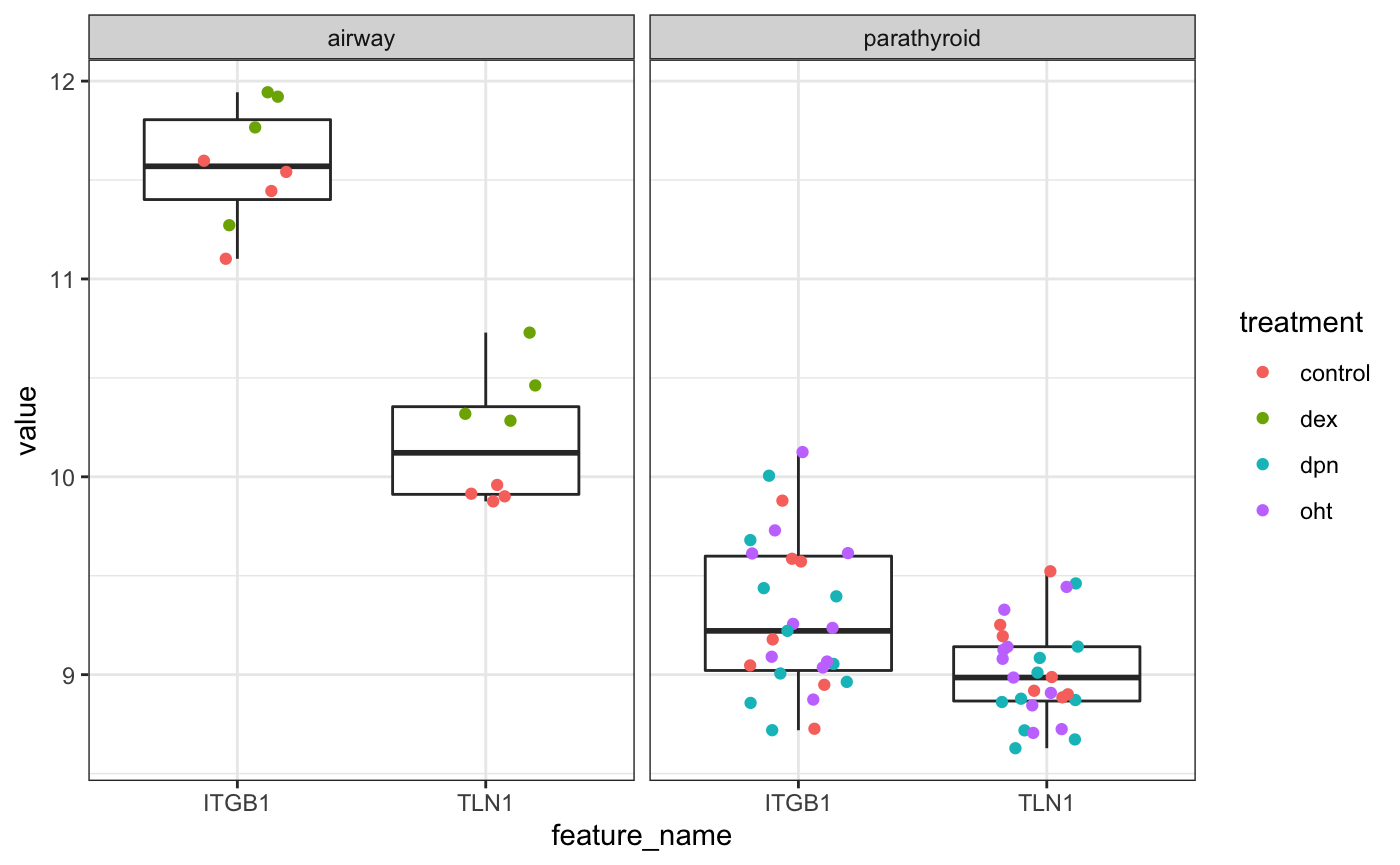 airway
parathyroid
12
11
10
9
value
ITGB1
TLN1
ITGB1
TLN1
feature_name
treatment
control
dex
dpn
oht